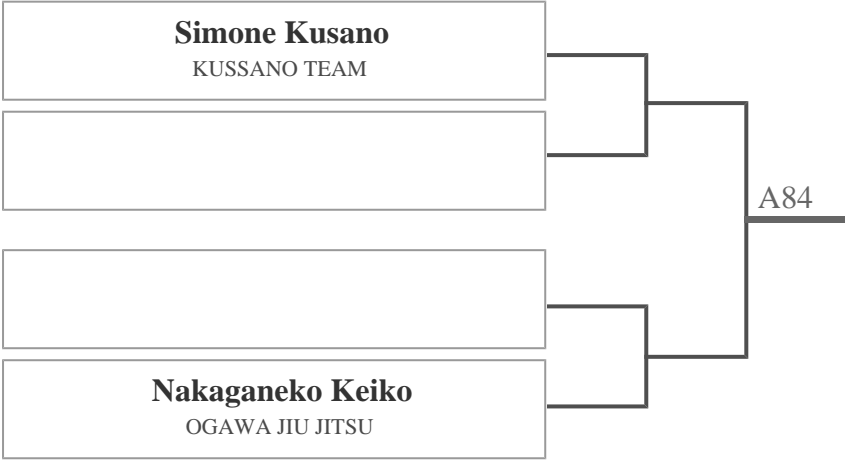 Simone Kusano
KUSSANO TEAM
A84
Nakaganeko Keiko
OGAWA JIU JITSU